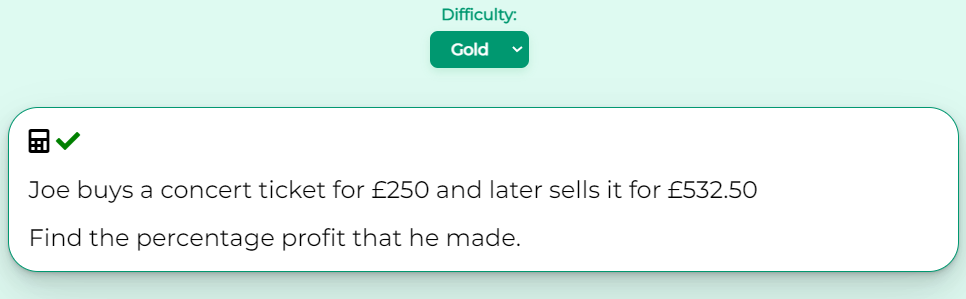 Difficulty:
Gold
Joe buys a concert ticket for £250 and later sells it for £532.50
Find the percentage profit that he made.